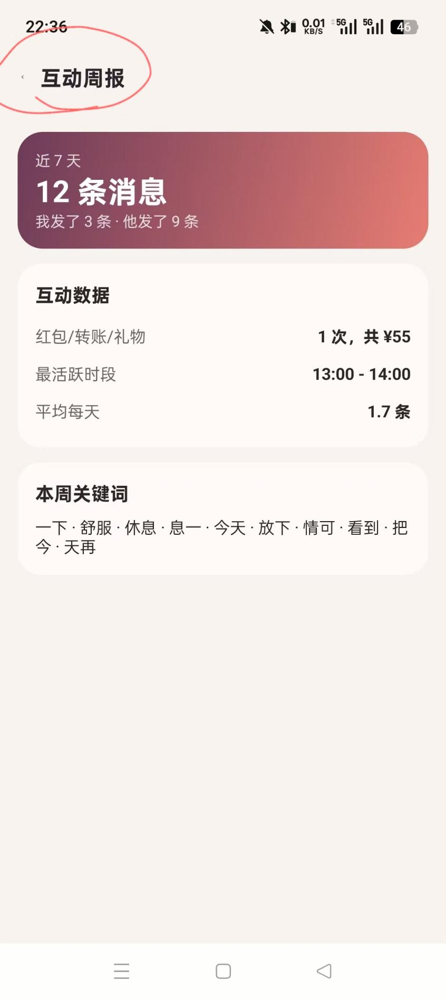 22:36
0.01 KB/S 5G 5G 46
‹ 互动周报
近 7 天
12 条消息
我发了 3 条 · 他发了 9 条
互动数据
红包/转账/礼物 1 次，共 ¥55
最活跃时段 13:00 - 14:00
平均每天 1.7 条
本周关键词
一下 · 舒服 · 休息 · 息一 · 今天 · 放下 · 情可 · 看到 · 把
今 · 天再